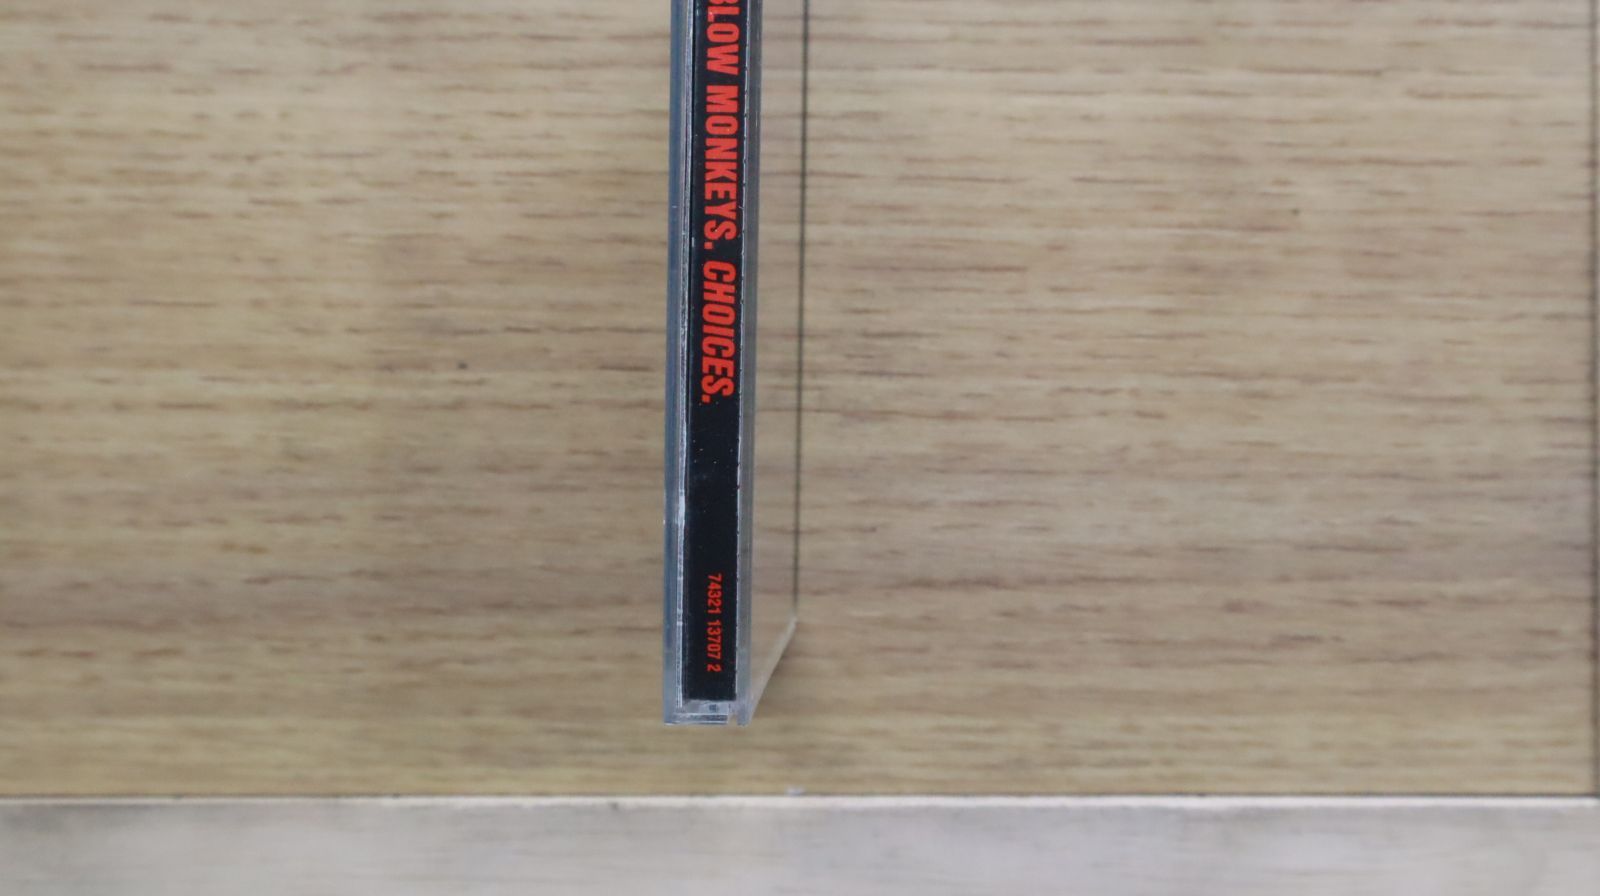 BLOW MONKEYS. CHOICES.
74321 13707 2